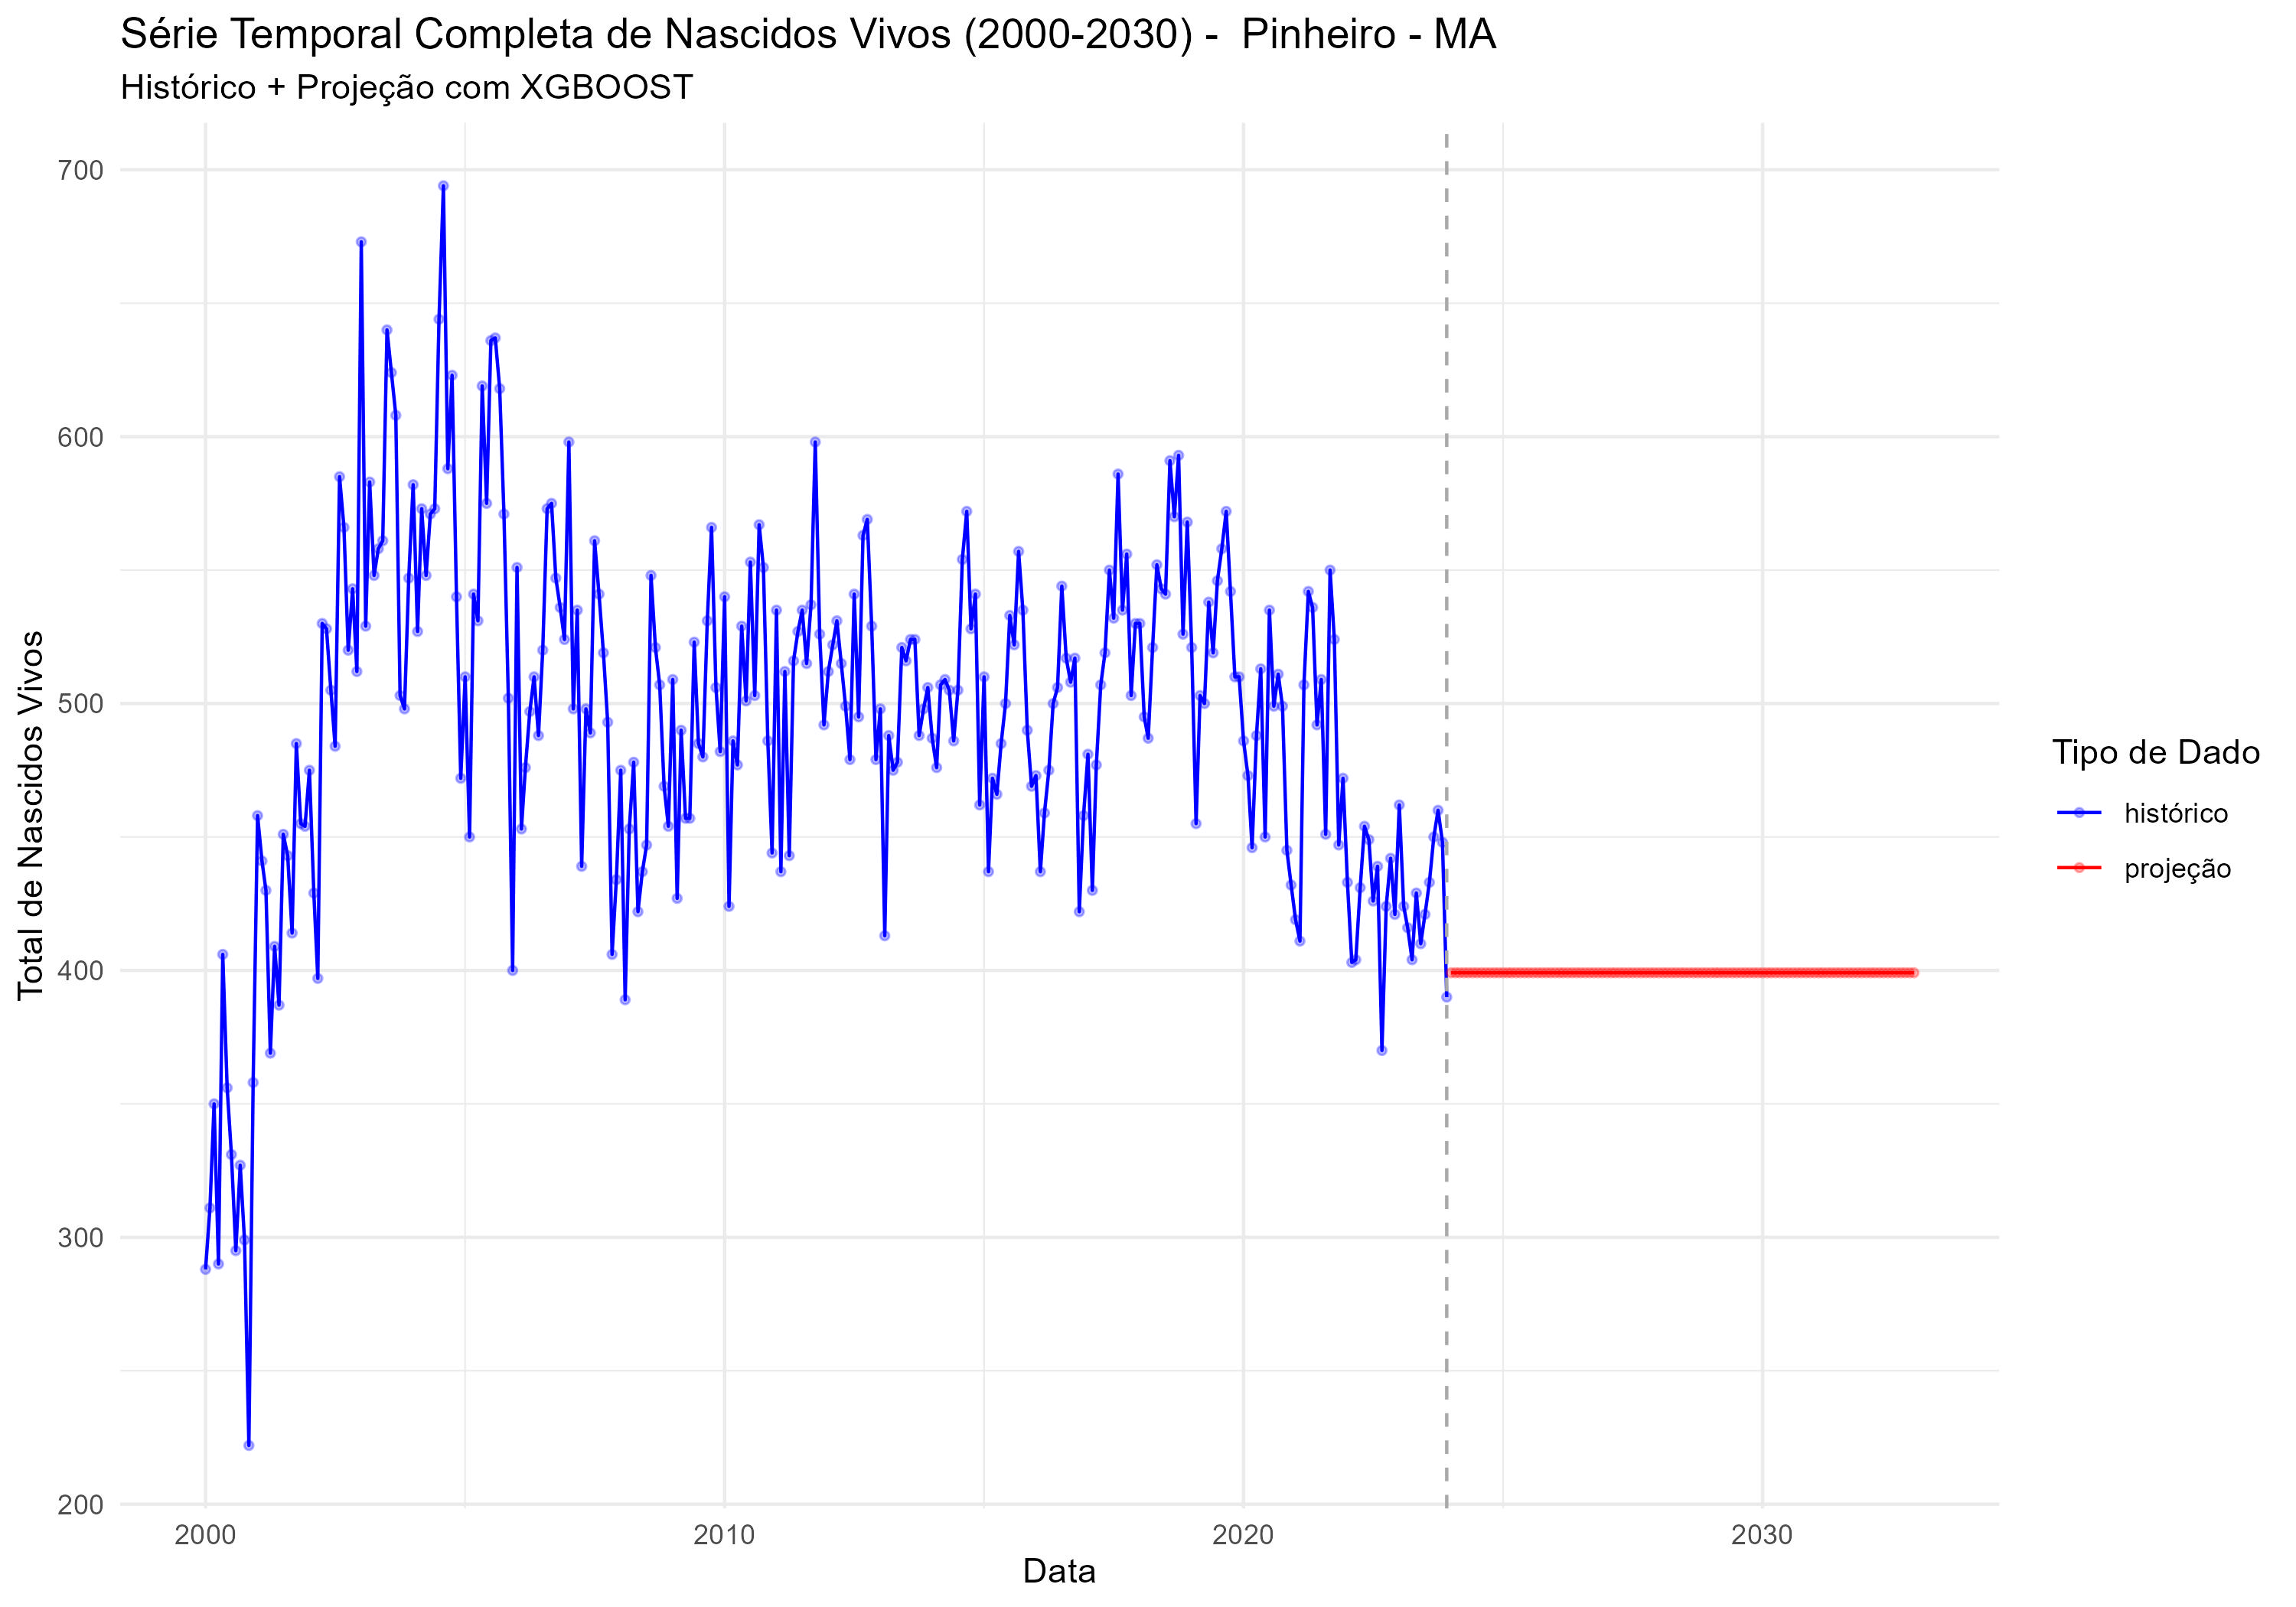 Série Temporal Completa de Nascidos Vivos (2000-2030) -  Pinheiro - MA
Histórico + Projeção com XGBOOST
Total de Nascidos Vivos
700
600
500
400
300
200
2000
2010
2020
2030
Data
Tipo de Dado
histórico
projeção